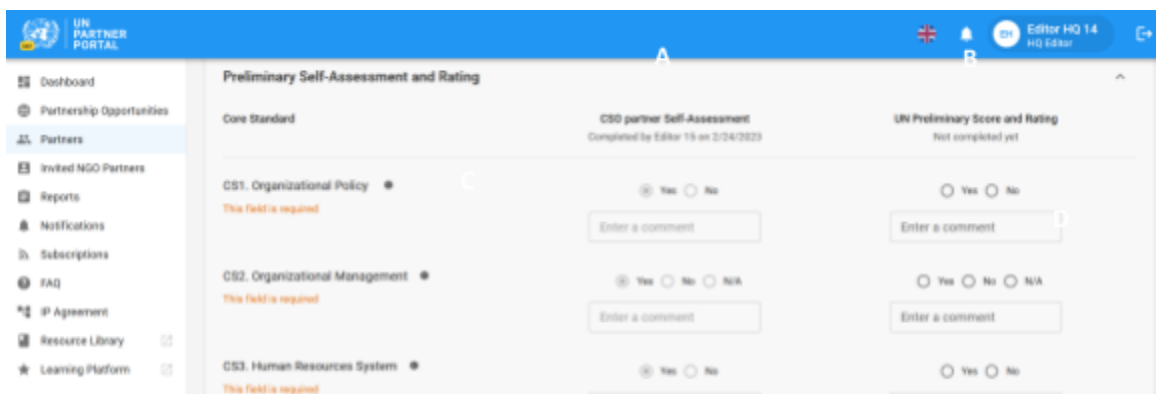 UN
PARTNER
PORTAL
Editor HQ 14
EH
HQ Editor
A
B
Dashboard
Partnership Opportunities
Partners
Invited NGO Partners
Reports
Notifications
Subscriptions
FAQ
IP Agreement
Resource Library
Learning Platform
Preliminary Self-Assessment and Rating
Core Standard
CSO partner Self-Assessment
UN Preliminary Score and Rating
Completed by Editor 15 on 2/24/2023
Not completed yet
C
CS1. Organizational Policy
Yes No
Yes No
This field is required
Enter a comment
Enter a comment
D
CS2. Organizational Management
Yes No N/A
Yes No N/A
This field is required
Enter a comment
Enter a comment
CS3. Human Resources System
Yes No
Yes No
This field is required